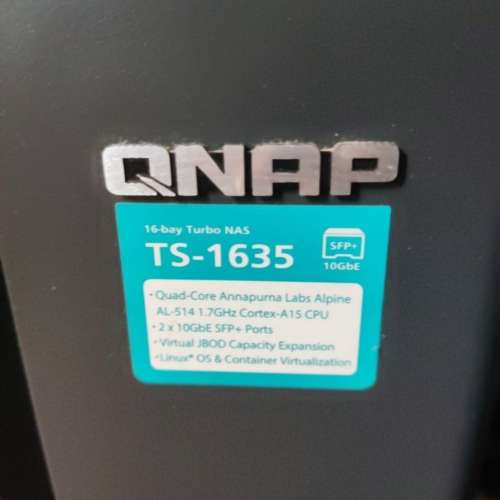 QNAP
16-bay Turbo NAS
TS-1635
SFP+
10GbE
• Quad-Core Annapurna Labs Alpine
AL-514 1.7GHz Cortex-A15 CPU
• 2 x 10GbE SFP+ Ports
• Virtual JBOD Capacity Expansion
• Linux® OS & Container Virtualization